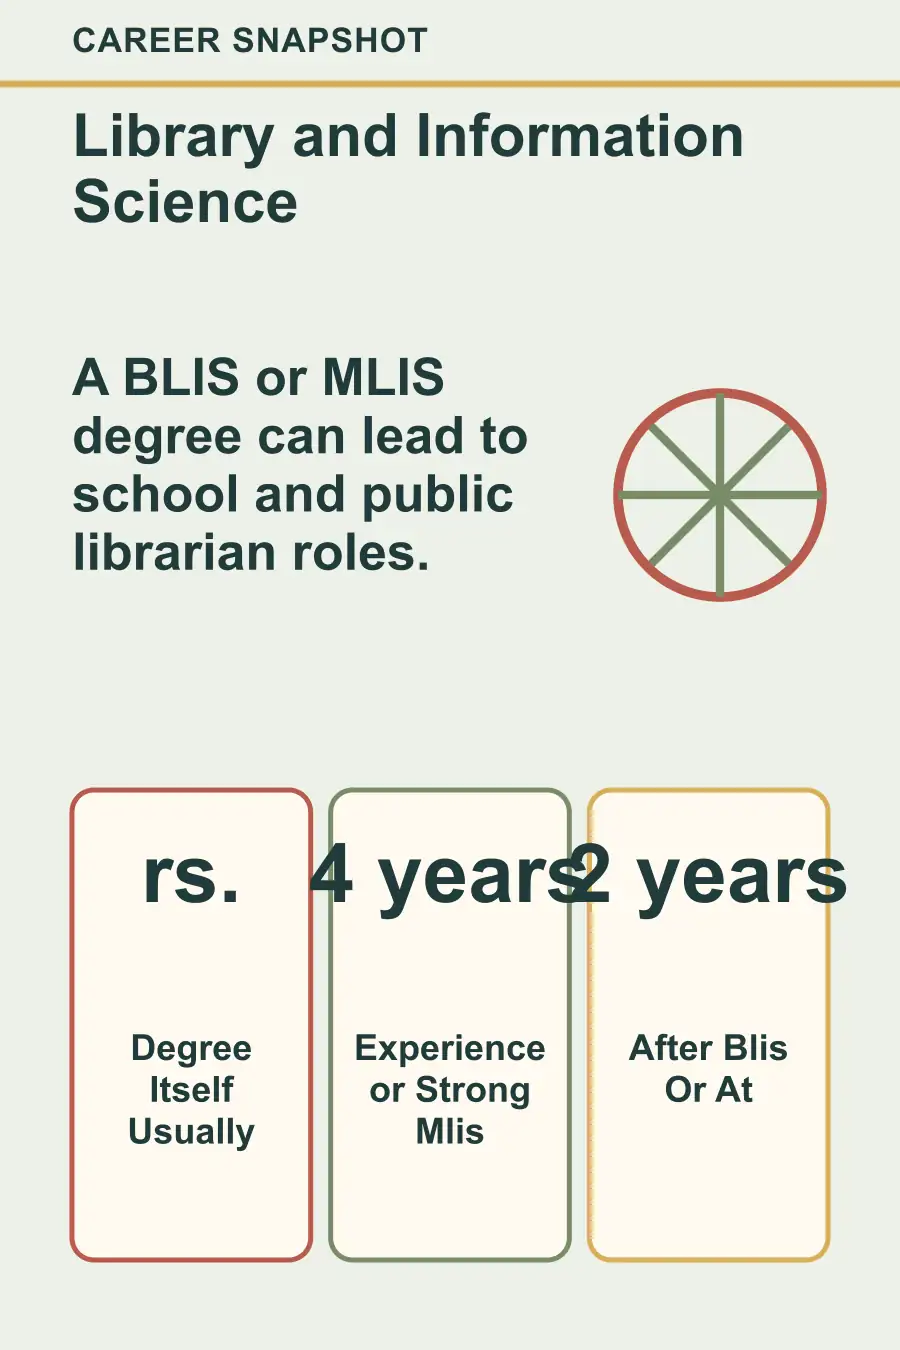 CAREER SNAPSHOT
Library and Information
Science
A BLIS or MLIS
degree can lead to
school and public
librarian roles.
rs.
4 years
2 years
Degree
Itself
Usually
Experience
or Strong
Mlis
After Blis
Or At